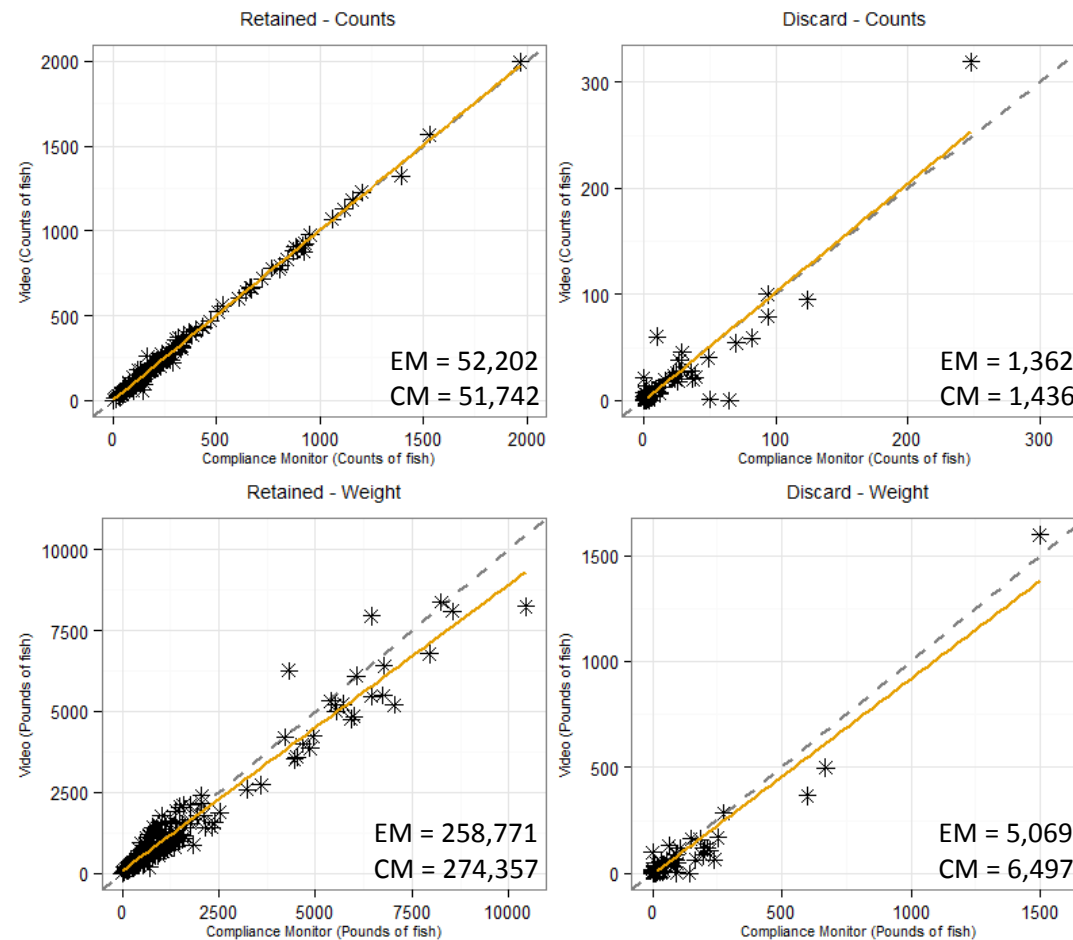 Retained - Counts
Video (Counts of fish)
2000
1500
1000
500
0
EM = 52,202
CM = 51,742
0 500 1000 1500 2000
Compliance Monitor (Counts of fish)
Discard - Counts
Video (Counts of fish)
300
200
100
0
EM = 1,362
CM = 1,436
0 100 200 300
Compliance Monitor (Counts of fish)
Retained - Weight
Video (Pounds of fish)
10000
7500
5000
2500
0
EM = 258,771
CM = 274,357
0 2500 5000 7500 10000
Compliance Monitor (Pounds of fish)
Discard - Weight
Video (Pounds of fish)
1500
1000
500
0
EM = 5,069
CM = 6,497
0 500 1000 1500
Compliance Monitor (Pounds of fish)